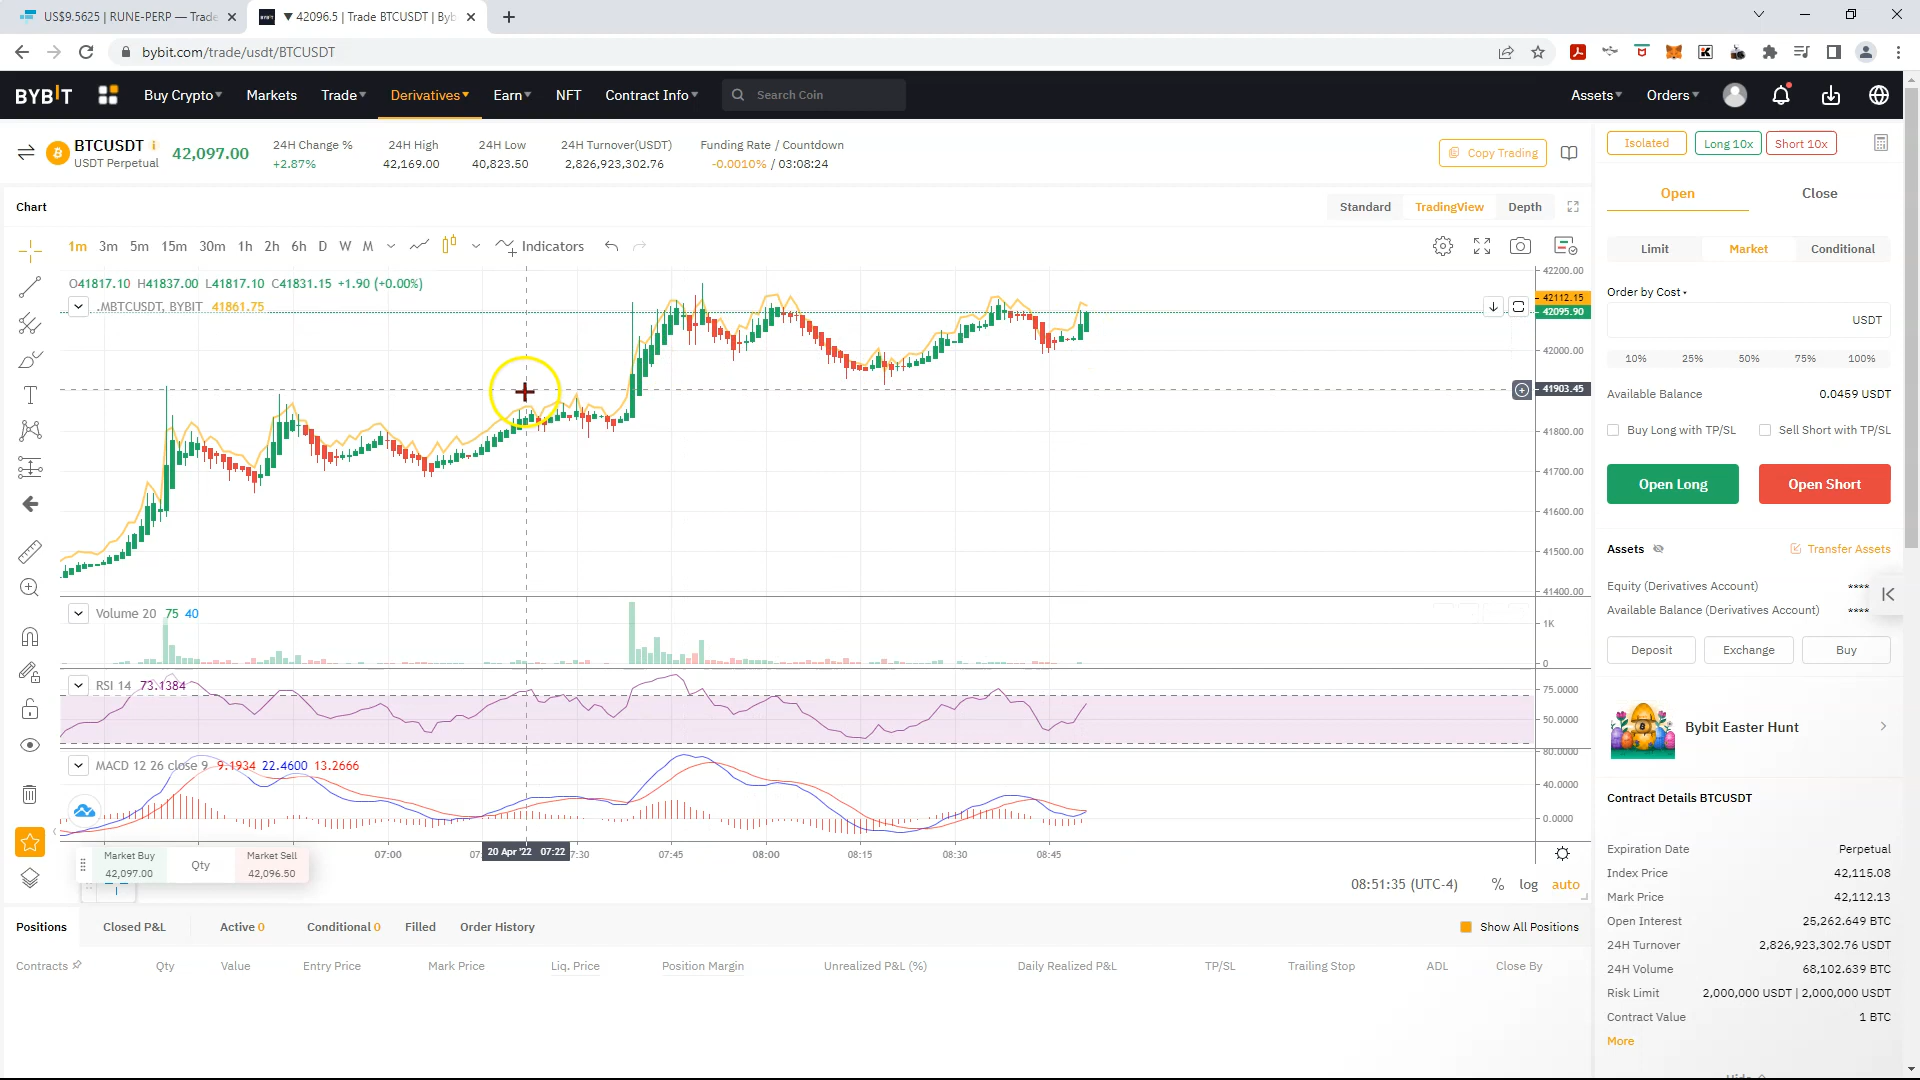 US$9.5625 | RUNE-PERP — Trade
▼ 42096.5 | Trade BTCUSDT | Byb
bybit.com/trade/usdt/BTCUSDT
BYBIT
Buy Crypto
Markets
Trade
Derivatives
Earn
NFT
Contract Info
Search Coin
Assets
Orders
BTCUSDT
USDT Perpetual
42,097.00
24H Change %
+2.87%
24H High
42,169.00
24H Low
40,823.50
24H Turnover(USDT)
2,826,923,302.76
Funding Rate / Countdown
-0.0010% / 03:08:24
Copy Trading
Isolated
Long 10x
Short 10x
Chart
Standard
TradingView
Depth
Open
Close
1m 3m 5m 15m 30m 1h 2h 6h D W M
Indicators
Limit
Market
Conditional
O41817.10 H41837.00 L41817.10 C41831.15 +1.90 (+0.00%)
.MBTCUSDT, BYBIT 41861.75
42200.00
42112.15
42095.90
42000.00
41903.45
41800.00
41700.00
41600.00
41500.00
41400.00
Order by Cost
USDT
10% 25% 50% 75% 100%
Available Balance 0.0459 USDT
Buy Long with TP/SL
Sell Short with TP/SL
Open Long
Open Short
Assets
Transfer Assets
Equity (Derivatives Account) ****
Available Balance (Derivatives Account) ****
Deposit
Exchange
Buy
Volume 20 75 40
1K
0
RSI 14 73.1384
75.0000
50.0000
MACD 12 26 close 9 9.1934 22.4600 13.2666
80.0000
40.0000
0.0000
Bybit Easter Hunt
Contract Details BTCUSDT
Expiration Date Perpetual
Index Price 42,115.08
Mark Price 42,112.13
Open Interest 25,262.649 BTC
24H Turnover 2,826,923,302.76 USDT
24H Volume 68,102.639 BTC
Risk Limit 2,000,000 USDT | 2,000,000 USDT
Contract Value 1 BTC
More
Market Buy
42,097.00
Qty
Market Sell
42,096.50
07:00
20 Apr '22 07:22
7:30
07:45
08:00
08:15
08:30
08:45
08:51:35 (UTC-4)
% log auto
Positions
Closed P&L
Active 0
Conditional 0
Filled
Order History
Show All Positions
Contracts
Qty
Value
Entry Price
Mark Price
Liq. Price
Position Margin
Unrealized P&L (%)
Daily Realized P&L
TP/SL
Trailing Stop
ADL
Close By